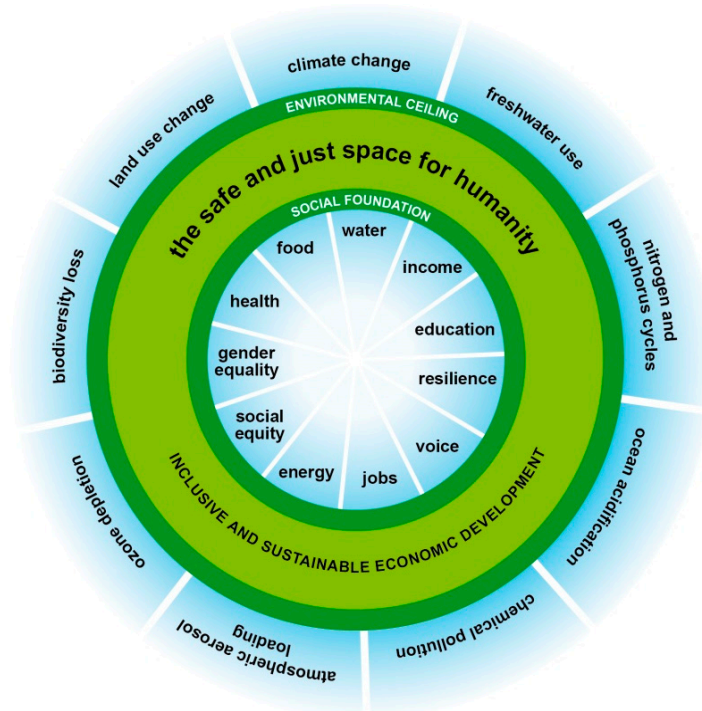 climate change
freshwater use
nitrogen and
phosphorus cycles
ocean acidification
chemical pollution
atmospheric aerosol
loading
ozone depletion
biodiversity loss
land use change
ENVIRONMENTAL CEILING
the safe and just space for humanity
SOCIAL FOUNDATION
water
income
education
resilience
voice
jobs
energy
social
equity
gender
equality
health
food
INCLUSIVE AND SUSTAINABLE ECONOMIC DEVELOPMENT